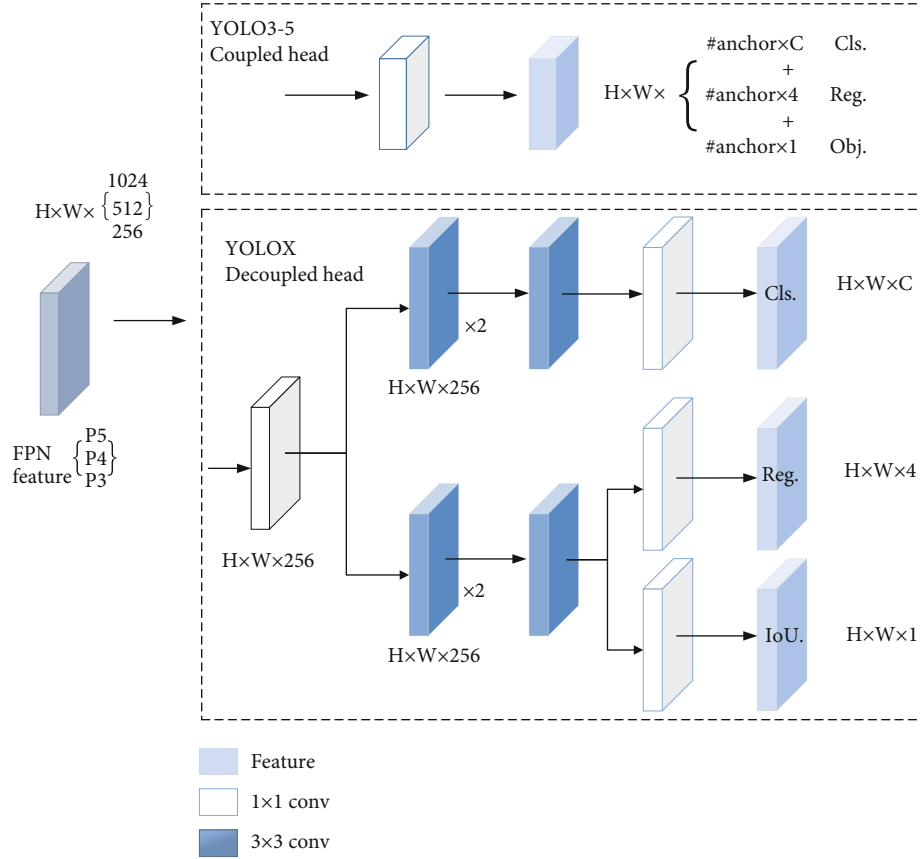 YOLO3-5
Coupled head
H×W×
#anchor×C Cls.
+
#anchor×4 Reg.
+
#anchor×1 Obj.
H×W×
1024
512
256
FPN
feature
P5
P4
P3
YOLOX
Decoupled head
H×W×256
×2
H×W×256
Cls.
H×W×C
×2
H×W×256
Reg.
H×W×4
IoU.
H×W×1
Feature
1×1 conv
3×3 conv